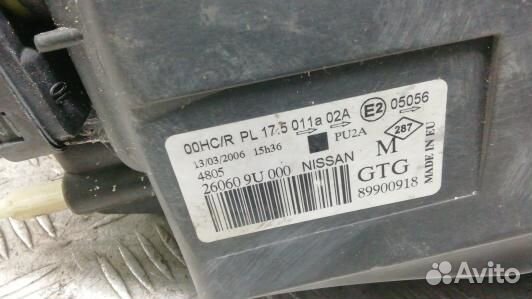 00HC/R PL 17.5 011a 02A E2 05056
13/03/2006 15h36 PU2A 287
4805 M
26060 9U 000 NISSAN GTG
89900918
MADE IN EU
Avito